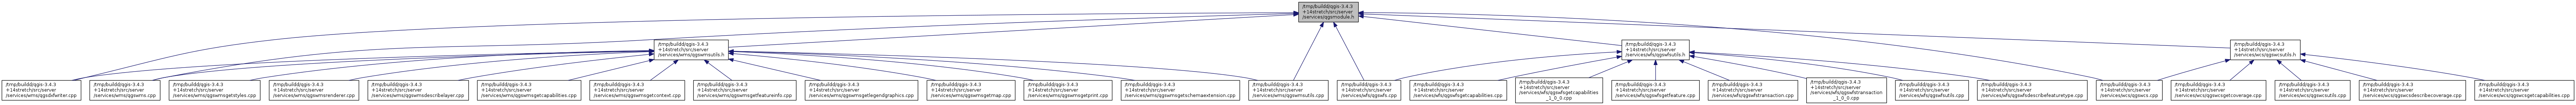 /tmp/buildd/qgis-3.4.3
+14stretch/src/server
/services/qgsmodule.h
/tmp/buildd/qgis-3.4.3
+14stretch/src/server
/services/wms/qgswmsutils.h
/tmp/buildd/qgis-3.4.3
+14stretch/src/server
/services/wfs/qgswfsutils.h
/tmp/buildd/qgis-3.4.3
+14stretch/src/server
/services/wcs/qgswcsutils.h
/tmp/buildd/qgis-3.4.3
+14stretch/src/server
/services/wms/qgsdxfwriter.cpp
/tmp/buildd/qgis-3.4.3
+14stretch/src/server
/services/wms/qgswms.cpp
/tmp/buildd/qgis-3.4.3
+14stretch/src/server
/services/wms/qgswmsgetstyles.cpp
/tmp/buildd/qgis-3.4.3
+14stretch/src/server
/services/wms/qgswmsrenderer.cpp
/tmp/buildd/qgis-3.4.3
+14stretch/src/server
/services/wms/qgswmsdescribelayer.cpp
/tmp/buildd/qgis-3.4.3
+14stretch/src/server
/services/wms/qgswmsgetcapabilities.cpp
/tmp/buildd/qgis-3.4.3
+14stretch/src/server
/services/wms/qgswmsgetcontext.cpp
/tmp/buildd/qgis-3.4.3
+14stretch/src/server
/services/wms/qgswmsgetfeatureinfo.cpp
/tmp/buildd/qgis-3.4.3
+14stretch/src/server
/services/wms/qgswmsgetlegendgraphics.cpp
/tmp/buildd/qgis-3.4.3
+14stretch/src/server
/services/wms/qgswmsgetmap.cpp
/tmp/buildd/qgis-3.4.3
+14stretch/src/server
/services/wms/qgswmsgetprint.cpp
/tmp/buildd/qgis-3.4.3
+14stretch/src/server
/services/wms/qgswmsgetschemaextension.cpp
/tmp/buildd/qgis-3.4.3
+14stretch/src/server
/services/wms/qgswmsutils.cpp
/tmp/buildd/qgis-3.4.3
+14stretch/src/server
/services/wfs/qgswfs.cpp
/tmp/buildd/qgis-3.4.3
+14stretch/src/server
/services/wfs/qgswfsgetcapabilities.cpp
/tmp/buildd/qgis-3.4.3
+14stretch/src/server
/services/wfs/qgswfsgetcapabilities
_1_0_0.cpp
/tmp/buildd/qgis-3.4.3
+14stretch/src/server
/services/wfs/qgswfsgetfeature.cpp
/tmp/buildd/qgis-3.4.3
+14stretch/src/server
/services/wfs/qgswfstransaction.cpp
/tmp/buildd/qgis-3.4.3
+14stretch/src/server
/services/wfs/qgswfstransaction
_1_0_0.cpp
/tmp/buildd/qgis-3.4.3
+14stretch/src/server
/services/wfs/qgswfsutils.cpp
/tmp/buildd/qgis-3.4.3
+14stretch/src/server
/services/wfs/qgswfsdescribefeaturetype.cpp
/tmp/buildd/qgis-3.4.3
+14stretch/src/server
/services/wcs/qgswcs.cpp
/tmp/buildd/qgis-3.4.3
+14stretch/src/server
/services/wcs/qgswcsgetcoverage.cpp
/tmp/buildd/qgis-3.4.3
+14stretch/src/server
/services/wcs/qgswcsutils.cpp
/tmp/buildd/qgis-3.4.3
+14stretch/src/server
/services/wcs/qgswcsdescribecoverage.cpp
/tmp/buildd/qgis-3.4.3
+14stretch/src/server
/services/wcs/qgswcsgetcapabilities.cpp